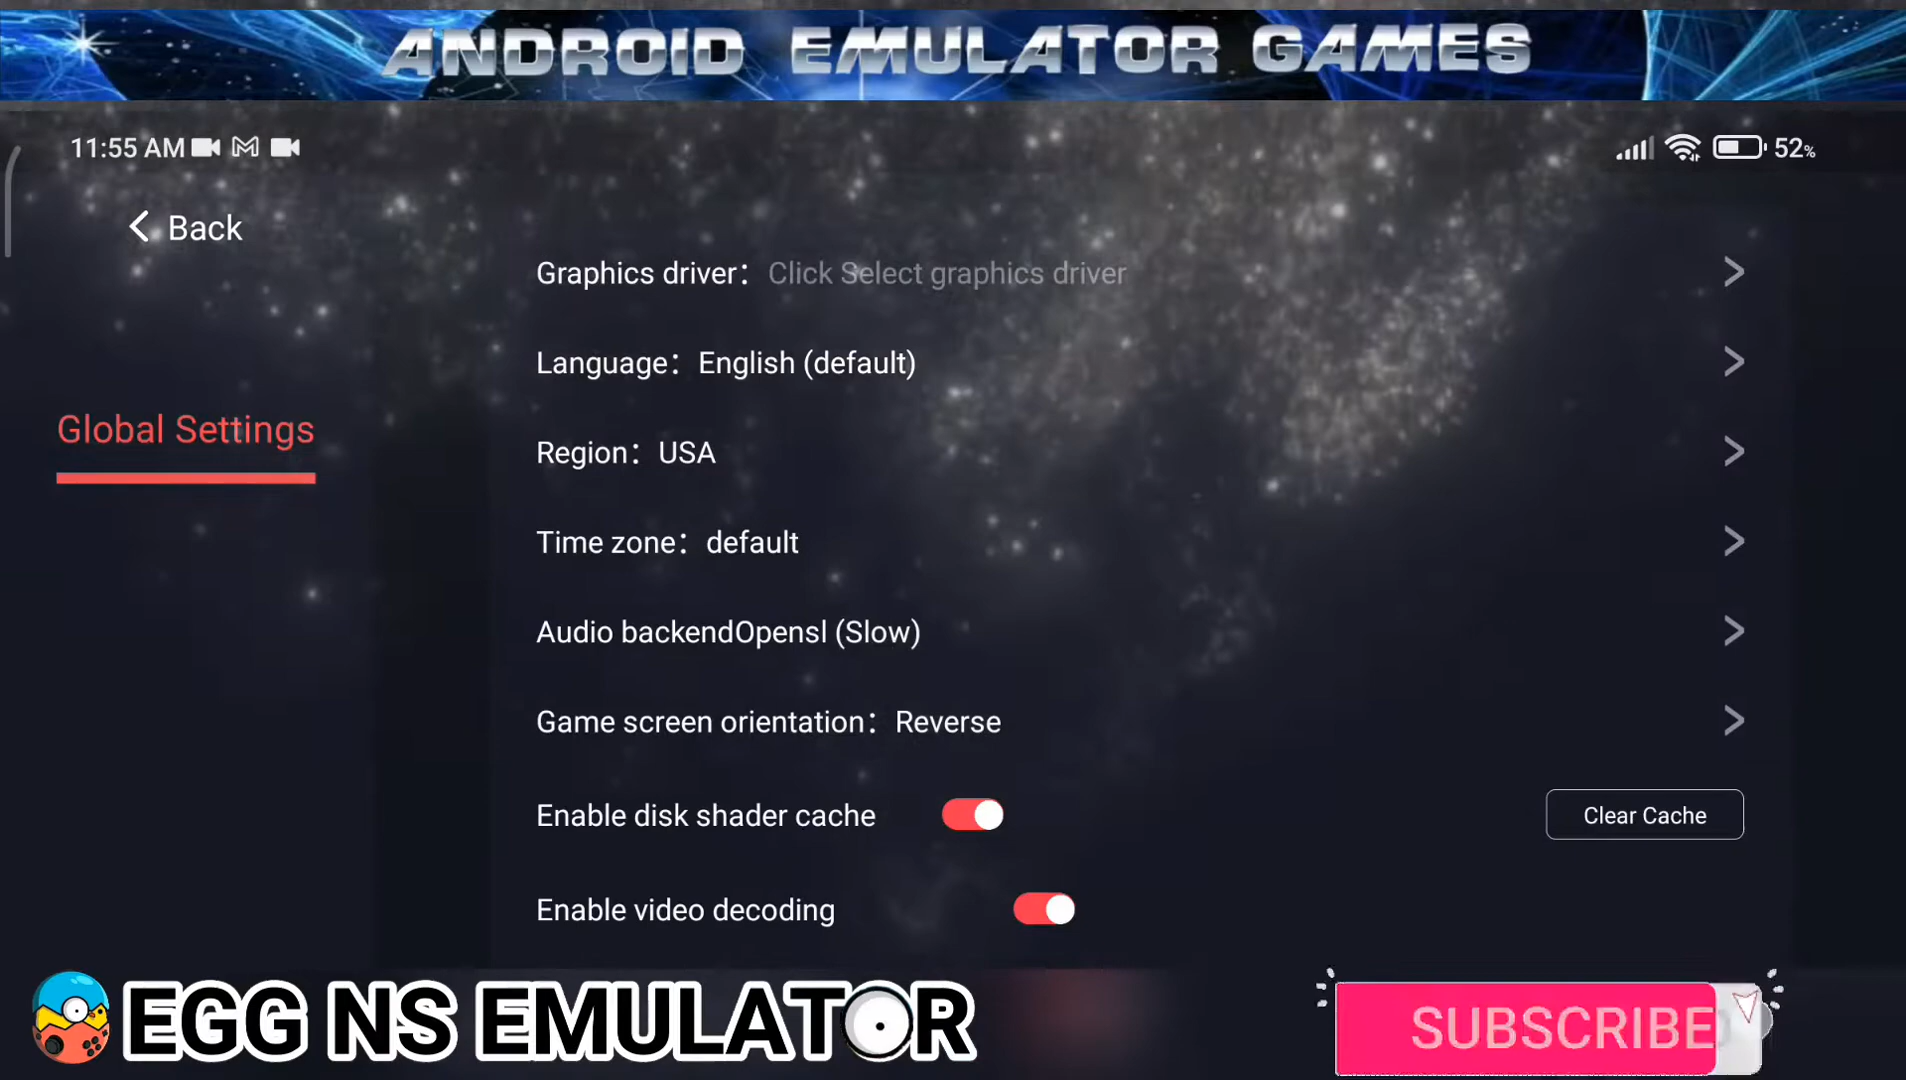 ANDROID EMULATOR GAMES
11:55 AM
52%
Back
Graphics driver： Click Select graphics driver
Language： English (default)
Global Settings
Region： USA
Time zone： default
Audio backendOpensl (Slow)
Game screen orientation： Reverse
Enable disk shader cache
Clear Cache
Enable video decoding
EGG NS EMULATOR
SUBSCRIBE